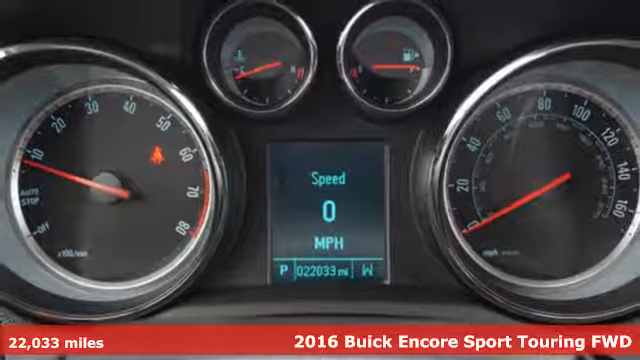 C H
E F
10 20 30 40 50 60 70 80
AUTO
STOP
OFF
x100/min
Speed
0
MPH
P 022033 mi W
20 40 60 80 100 120 140 160
mph
22,033 miles
2016 Buick Encore Sport Touring FWD